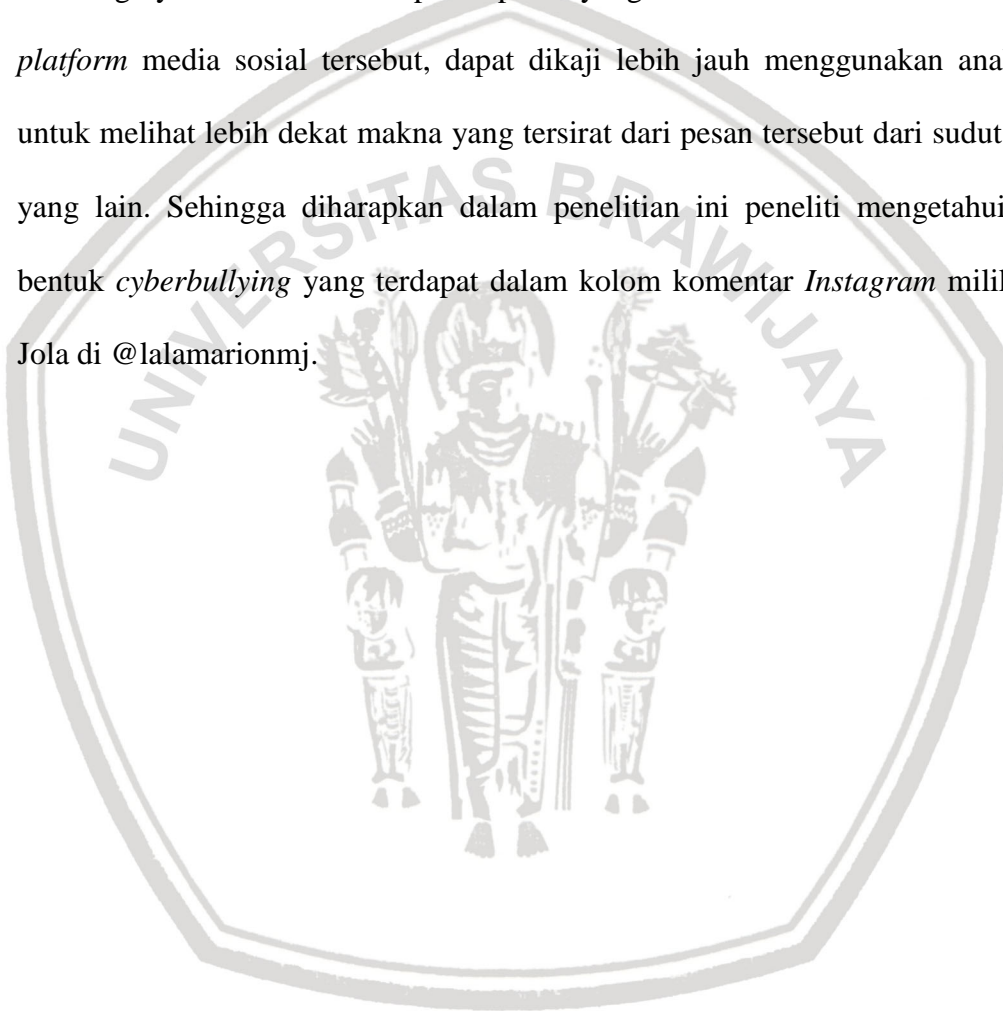 platform media sosial tersebut, dapat dikaji lebih jauh menggunakan
untuk melihat lebih dekat makna yang tersirat dari pesan tersebut dari sudut
yang lain. Sehingga diharapkan dalam penelitian ini peneliti mengetahui
bentuk cyberbullying yang terdapat dalam kolom komentar Instagram
Jola di @lalamarionmj.
UNIVERSITAS BRAWIJAYA